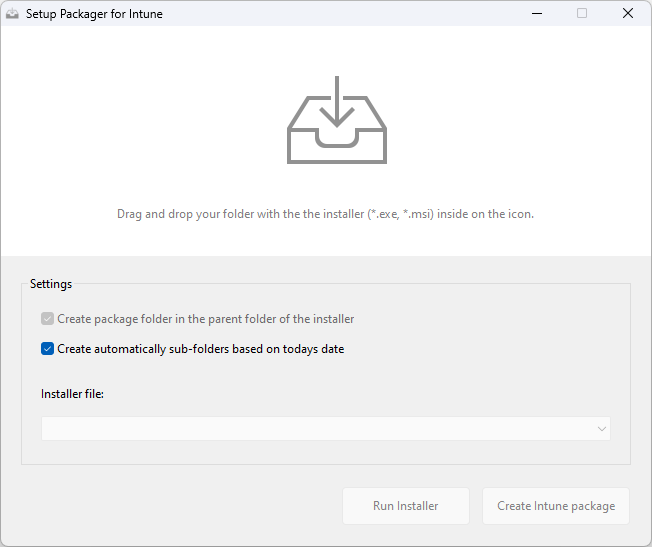 Setup Packager for Intune
Drag and drop your folder with the the installer (*.exe, *.msi) inside on the icon.
Settings
Create package folder in the parent folder of the installer
Create automatically sub-folders based on todays date
Installer file:
Run Installer
Create Intune package